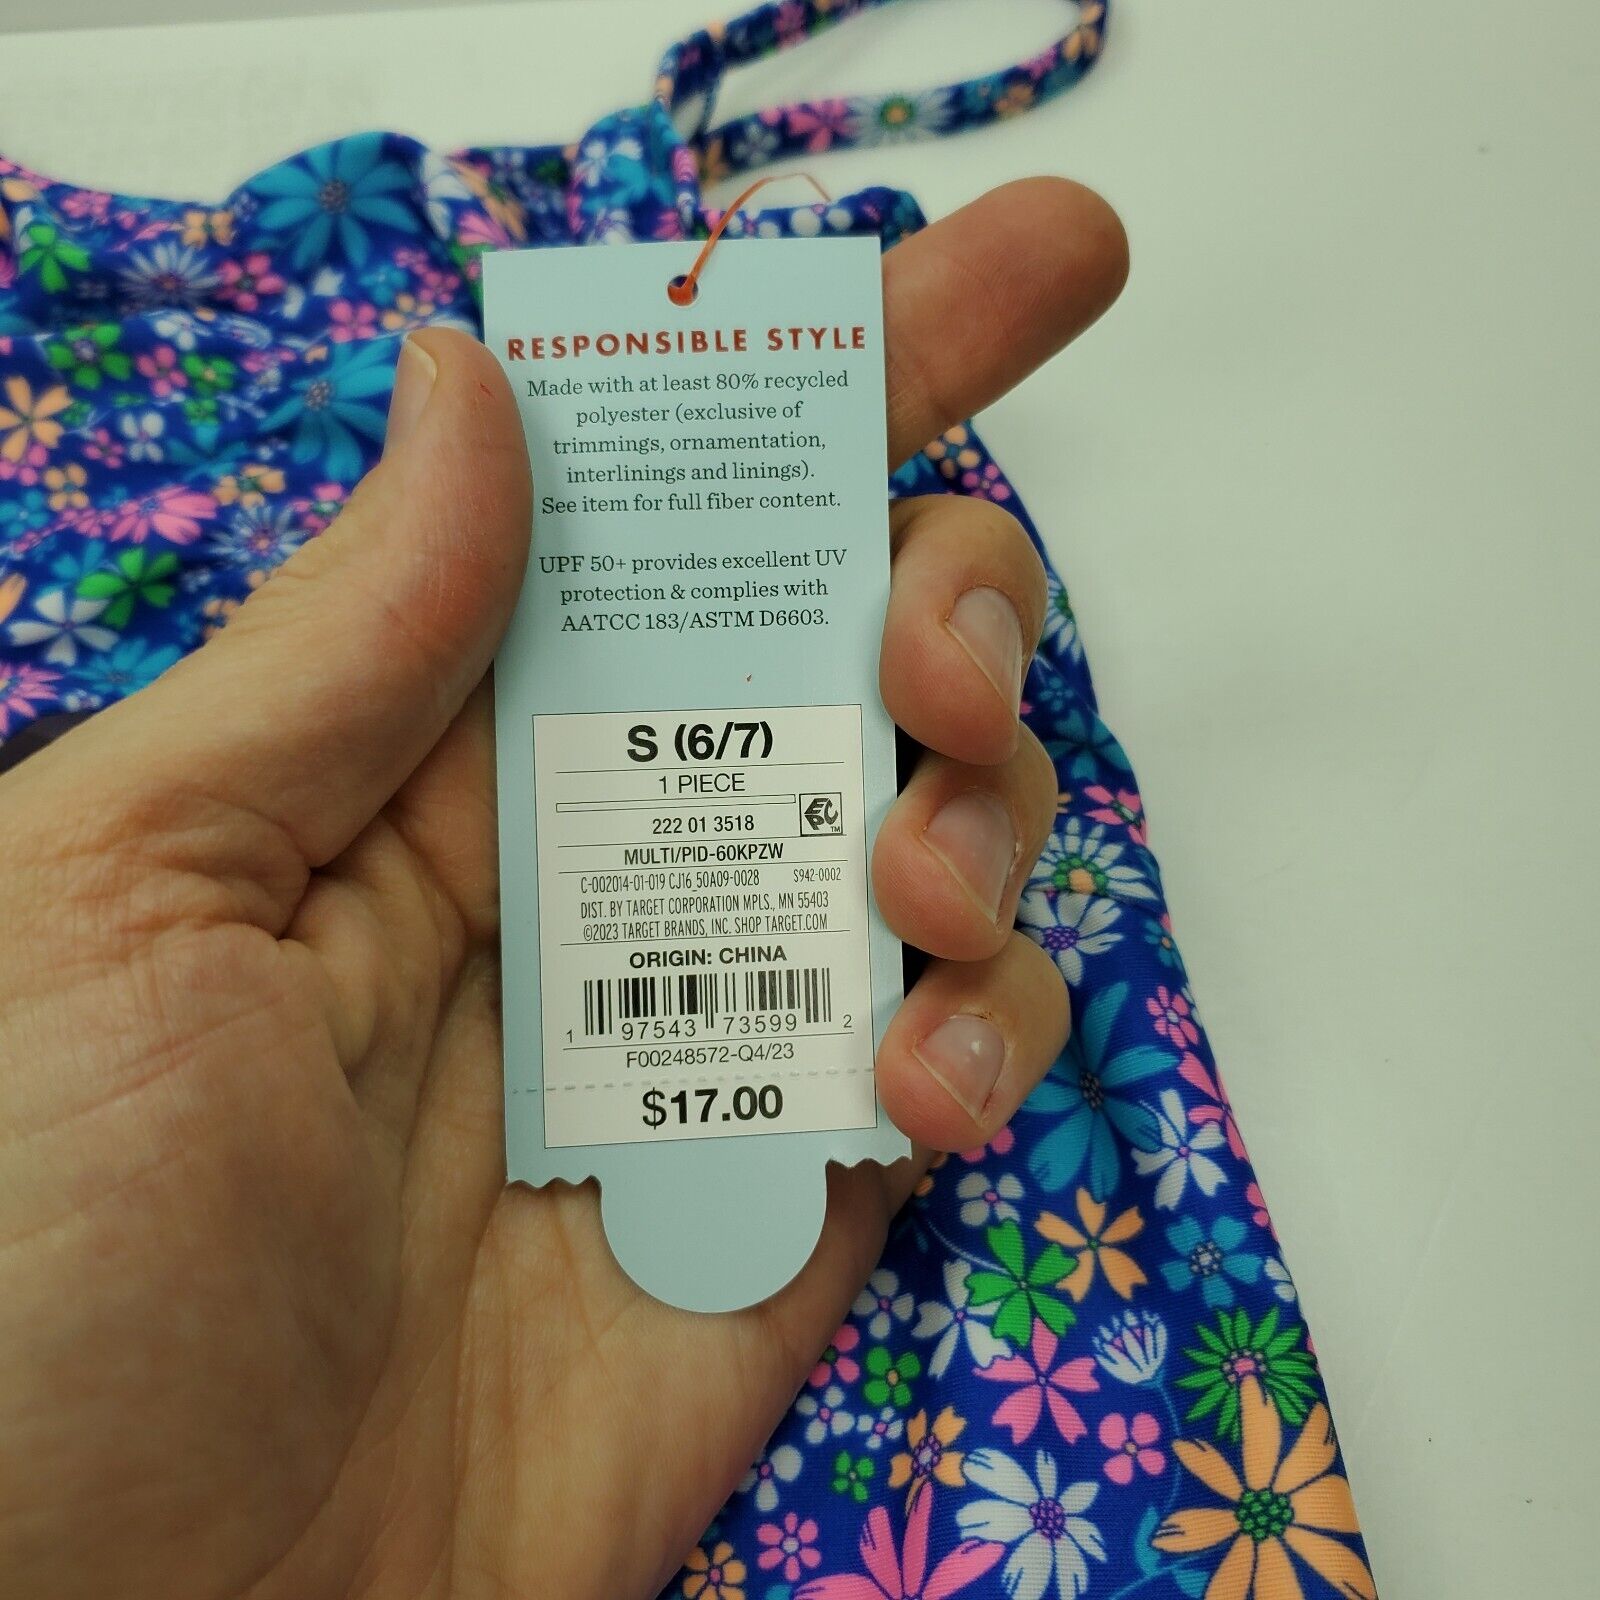 RESPONSIBLE STYLE
Made with at least 80% recycled
polyester (exclusive of
trimmings, ornamentation,
interlinings and linings).
See item for full fiber content.
UPF 50+ provides excellent UV
protection & complies with
AATCC 183/ASTM D6603.
S (6/7)
1 PIECE
222 01 3518
EPC TM
MULTI/PID-60KPZW
C-002014-01-019 CJ16_50A09-0028 S942-0002
DIST. BY TARGET CORPORATION MPLS., MN 55403
©2023 TARGET BRANDS, INC. SHOP TARGET.COM
ORIGIN: CHINA
1 97543 73599 2
F00248572-Q4/23
$17.00